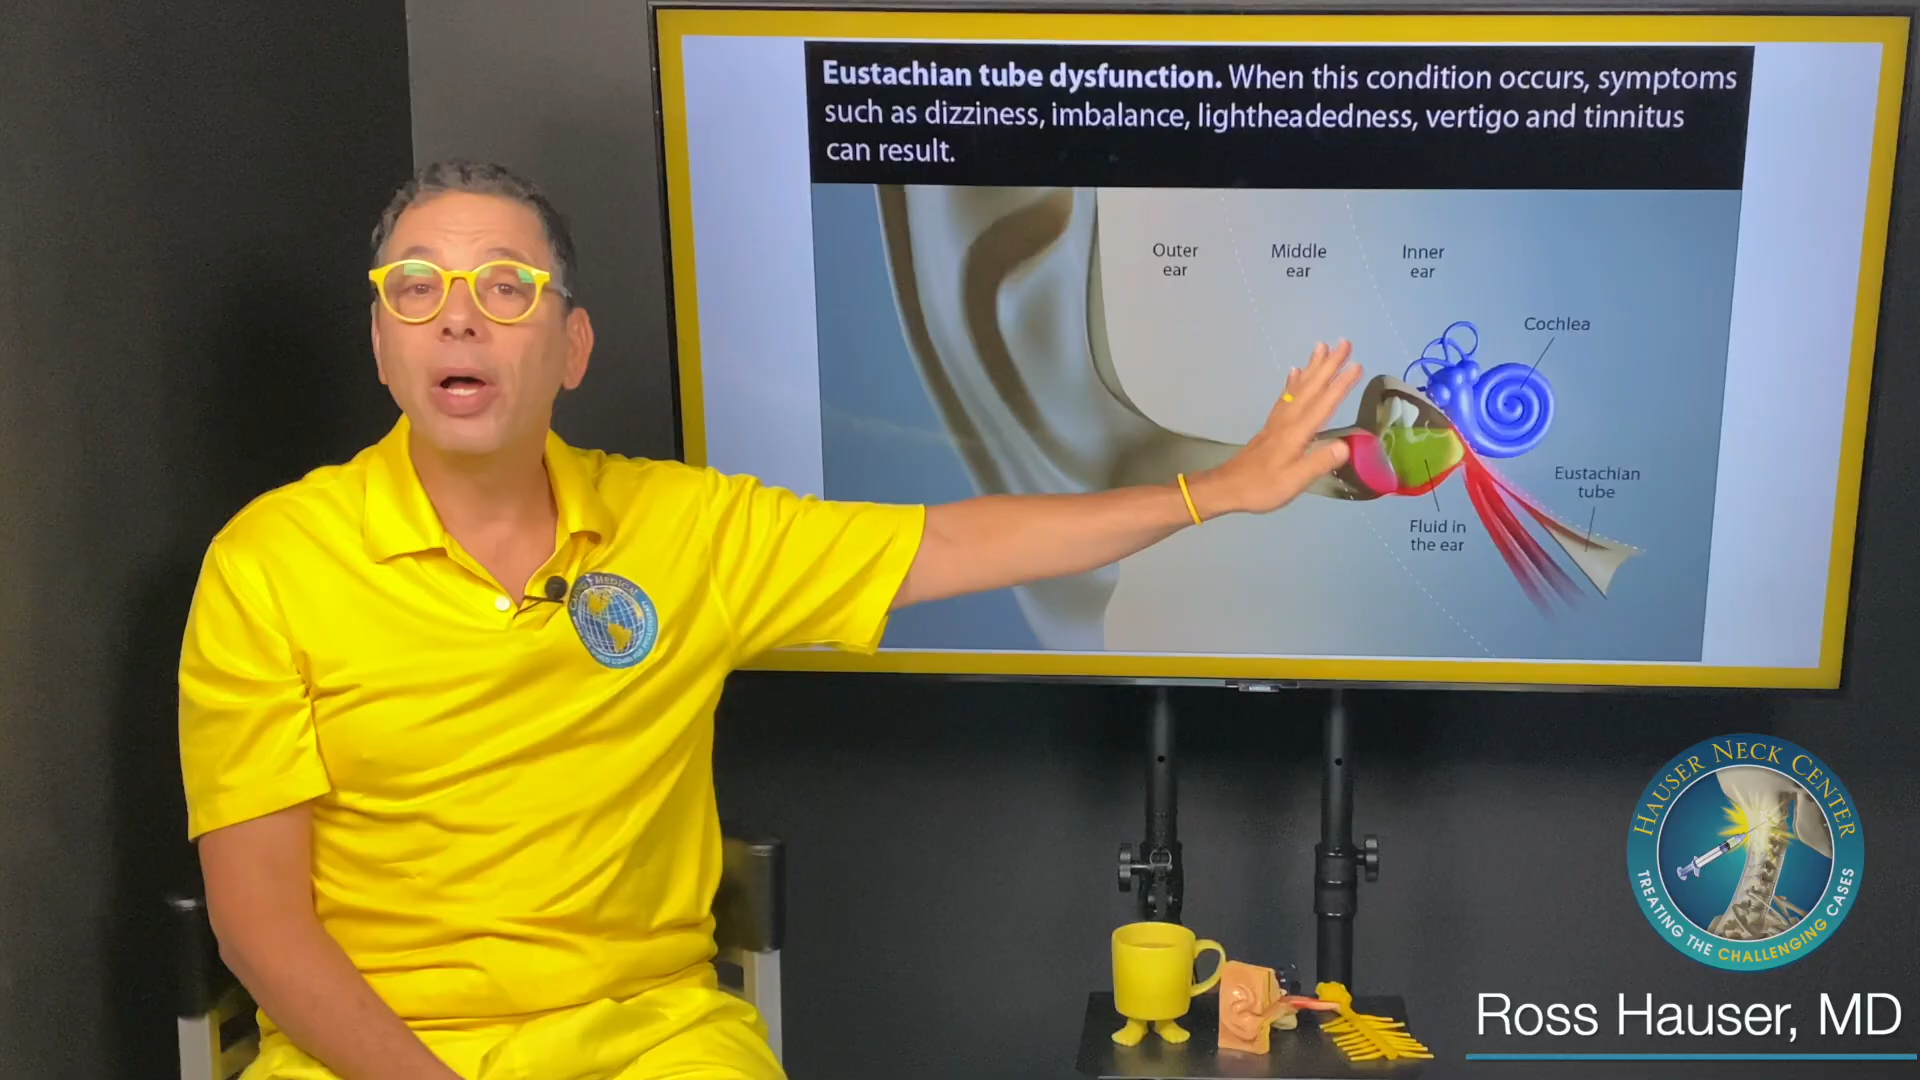 Eustachian tube dysfunction. When this condition occurs, symptoms
such as dizziness, imbalance, lightheadedness, vertigo and tinnitus
can result.
Outer
ear
Middle
ear
Inner
ear
Cochlea
Eustachian
tube
Fluid in
the ear
HAUSER NECK CENTER
TREATING THE CHALLENGING CASES
Ross Hauser, MD